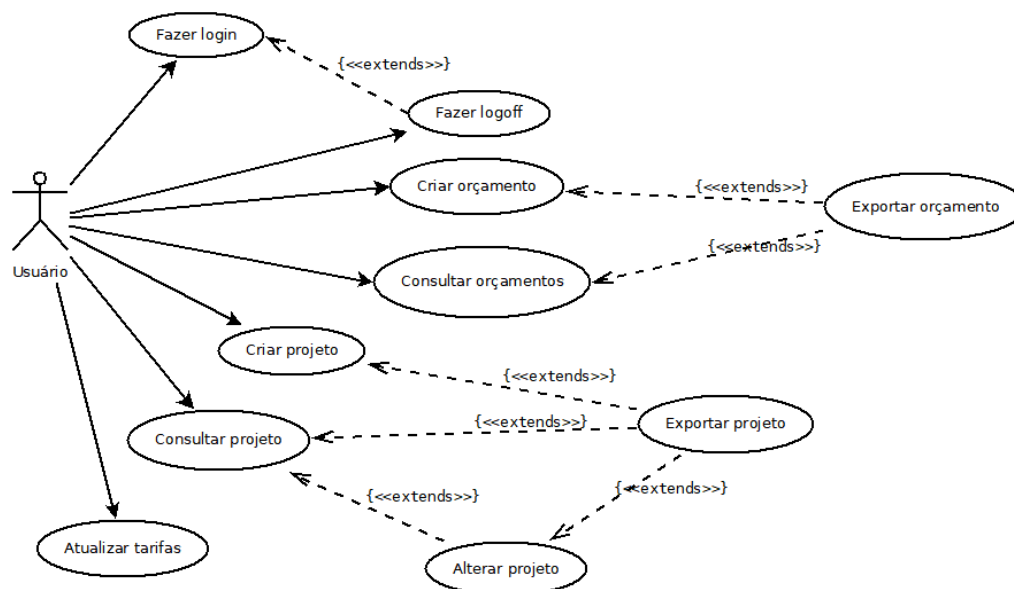 Fazer login
{<<extends>>}
Fazer logoff
Criar orçamento
{<<extends>>}
Exportar orçamento
{<<extends>>}
Usuário
Consultar orçamentos
Criar projeto
{<<extends>>}
Consultar projeto
{<<extends>>}
Exportar projeto
{<<extends>>}
{<<extends>>}
Atualizar tarifas
Alterar projeto